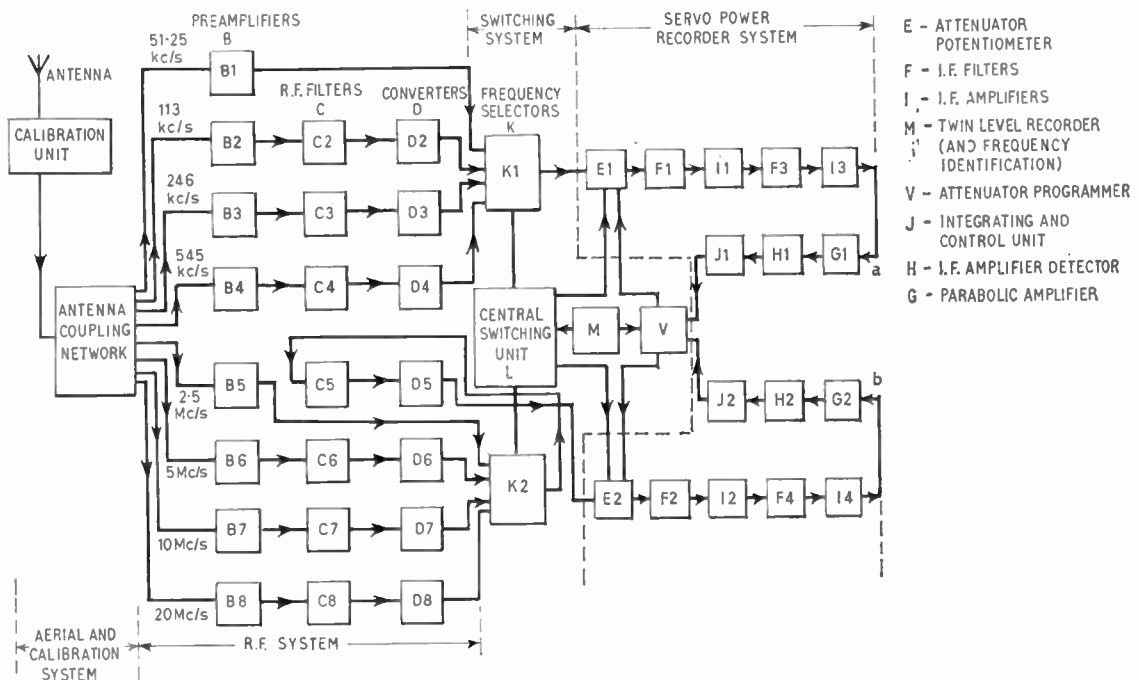 PREAMPLIFIERS
B
SWITCHING
SYSTEM
SERVO POWER
RECORDER SYSTEM
51·25
kc/s
ANTENNA
B1
R.F. FILTERS
C
CONVERTERS
D
FREQUENCY
SELECTORS
K
CALIBRATION
UNIT
113
kc/s
B2
C2
D2
K1
E1
F1
I1
F3
I3
246
kc/s
B3
C3
D3
545
kc/s
B4
C4
D4
J1
H1
G1
a
ANTENNA
COUPLING
NETWORK
CENTRAL
SWITCHING
UNIT
L
M
V
2·5
Mc/s
B5
C5
D5
J2
H2
G2
b
5Mc/s
B6
C6
D6
K2
E2
F2
I2
F4
I4
10Mc/s
B7
C7
D7
20Mc/s
B8
C8
D8
AERIAL AND
CALIBRATION
SYSTEM
R.F. SYSTEM
E - ATTENUATOR
POTENTIOMETER
F - I.F. FILTERS
I - I.F. AMPLIFIERS
M - TWIN LEVEL RECORDER
(AND FREQUENCY
IDENTIFICATION)
V - ATTENUATOR PROGRAMMER
J - INTEGRATING AND
CONTROL UNIT
H - I.F. AMPLIFIER DETECTOR
G - PARABOLIC AMPLIFIER